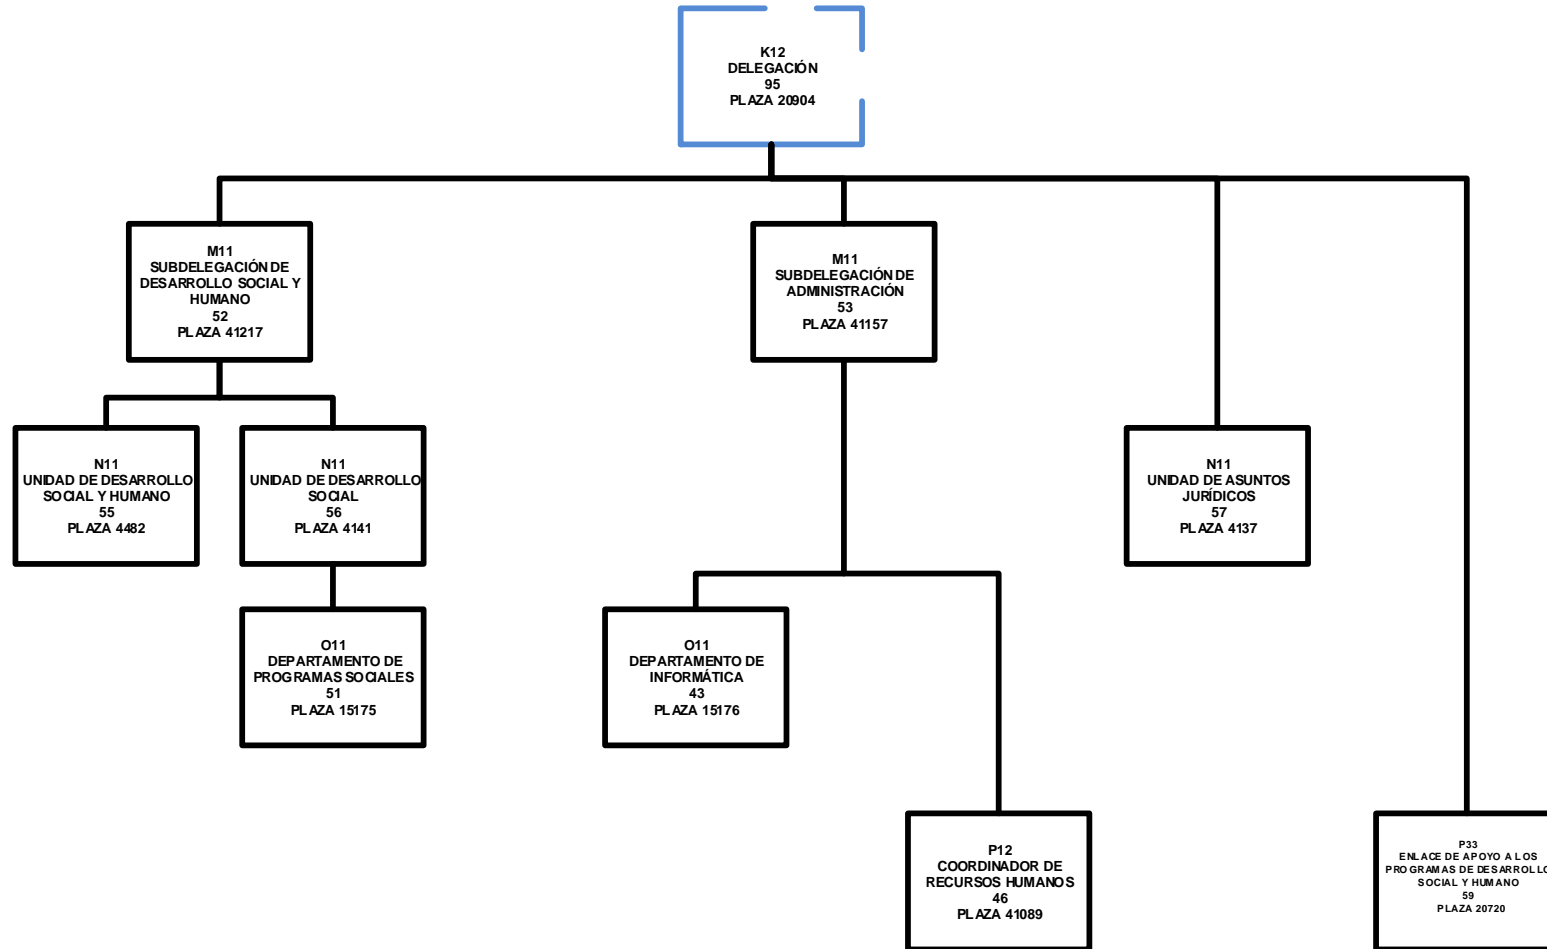 K12
DELEGACIÓN
95
PLAZA 20904
M11
SUBDELEGACIÓN DE
DESARROLLO SOCIAL Y
HUMANO
52
PLAZA 41217
M11
SUBDELEGACIÓN DE
ADMINISTRACIÓN
53
PLAZA 41157
N11
UNIDAD DE DESARROLLO
SOCIAL Y HUMANO
55
PLAZA 4482
N11
UNIDAD DE DESARROLLO
SOCIAL
56
PLAZA 4141
N11
UNIDAD DE ASUNTOS
JURÍDICOS
57
PLAZA 4137
O11
DEPARTAMENTO DE
PROGRAMAS SOCIALES
51
PLAZA 15175
O11
DEPARTAMENTO DE
INFORMÁTICA
43
PLAZA 15176
P12
COORDINADOR DE
RECURSOS HUMANOS
46
PLAZA 41089
P33
ENLACE DE APOYO A LOS
PROGRAMAS DE DESARROLLO
SOCIAL Y HUMANO
59
PLAZA 20720